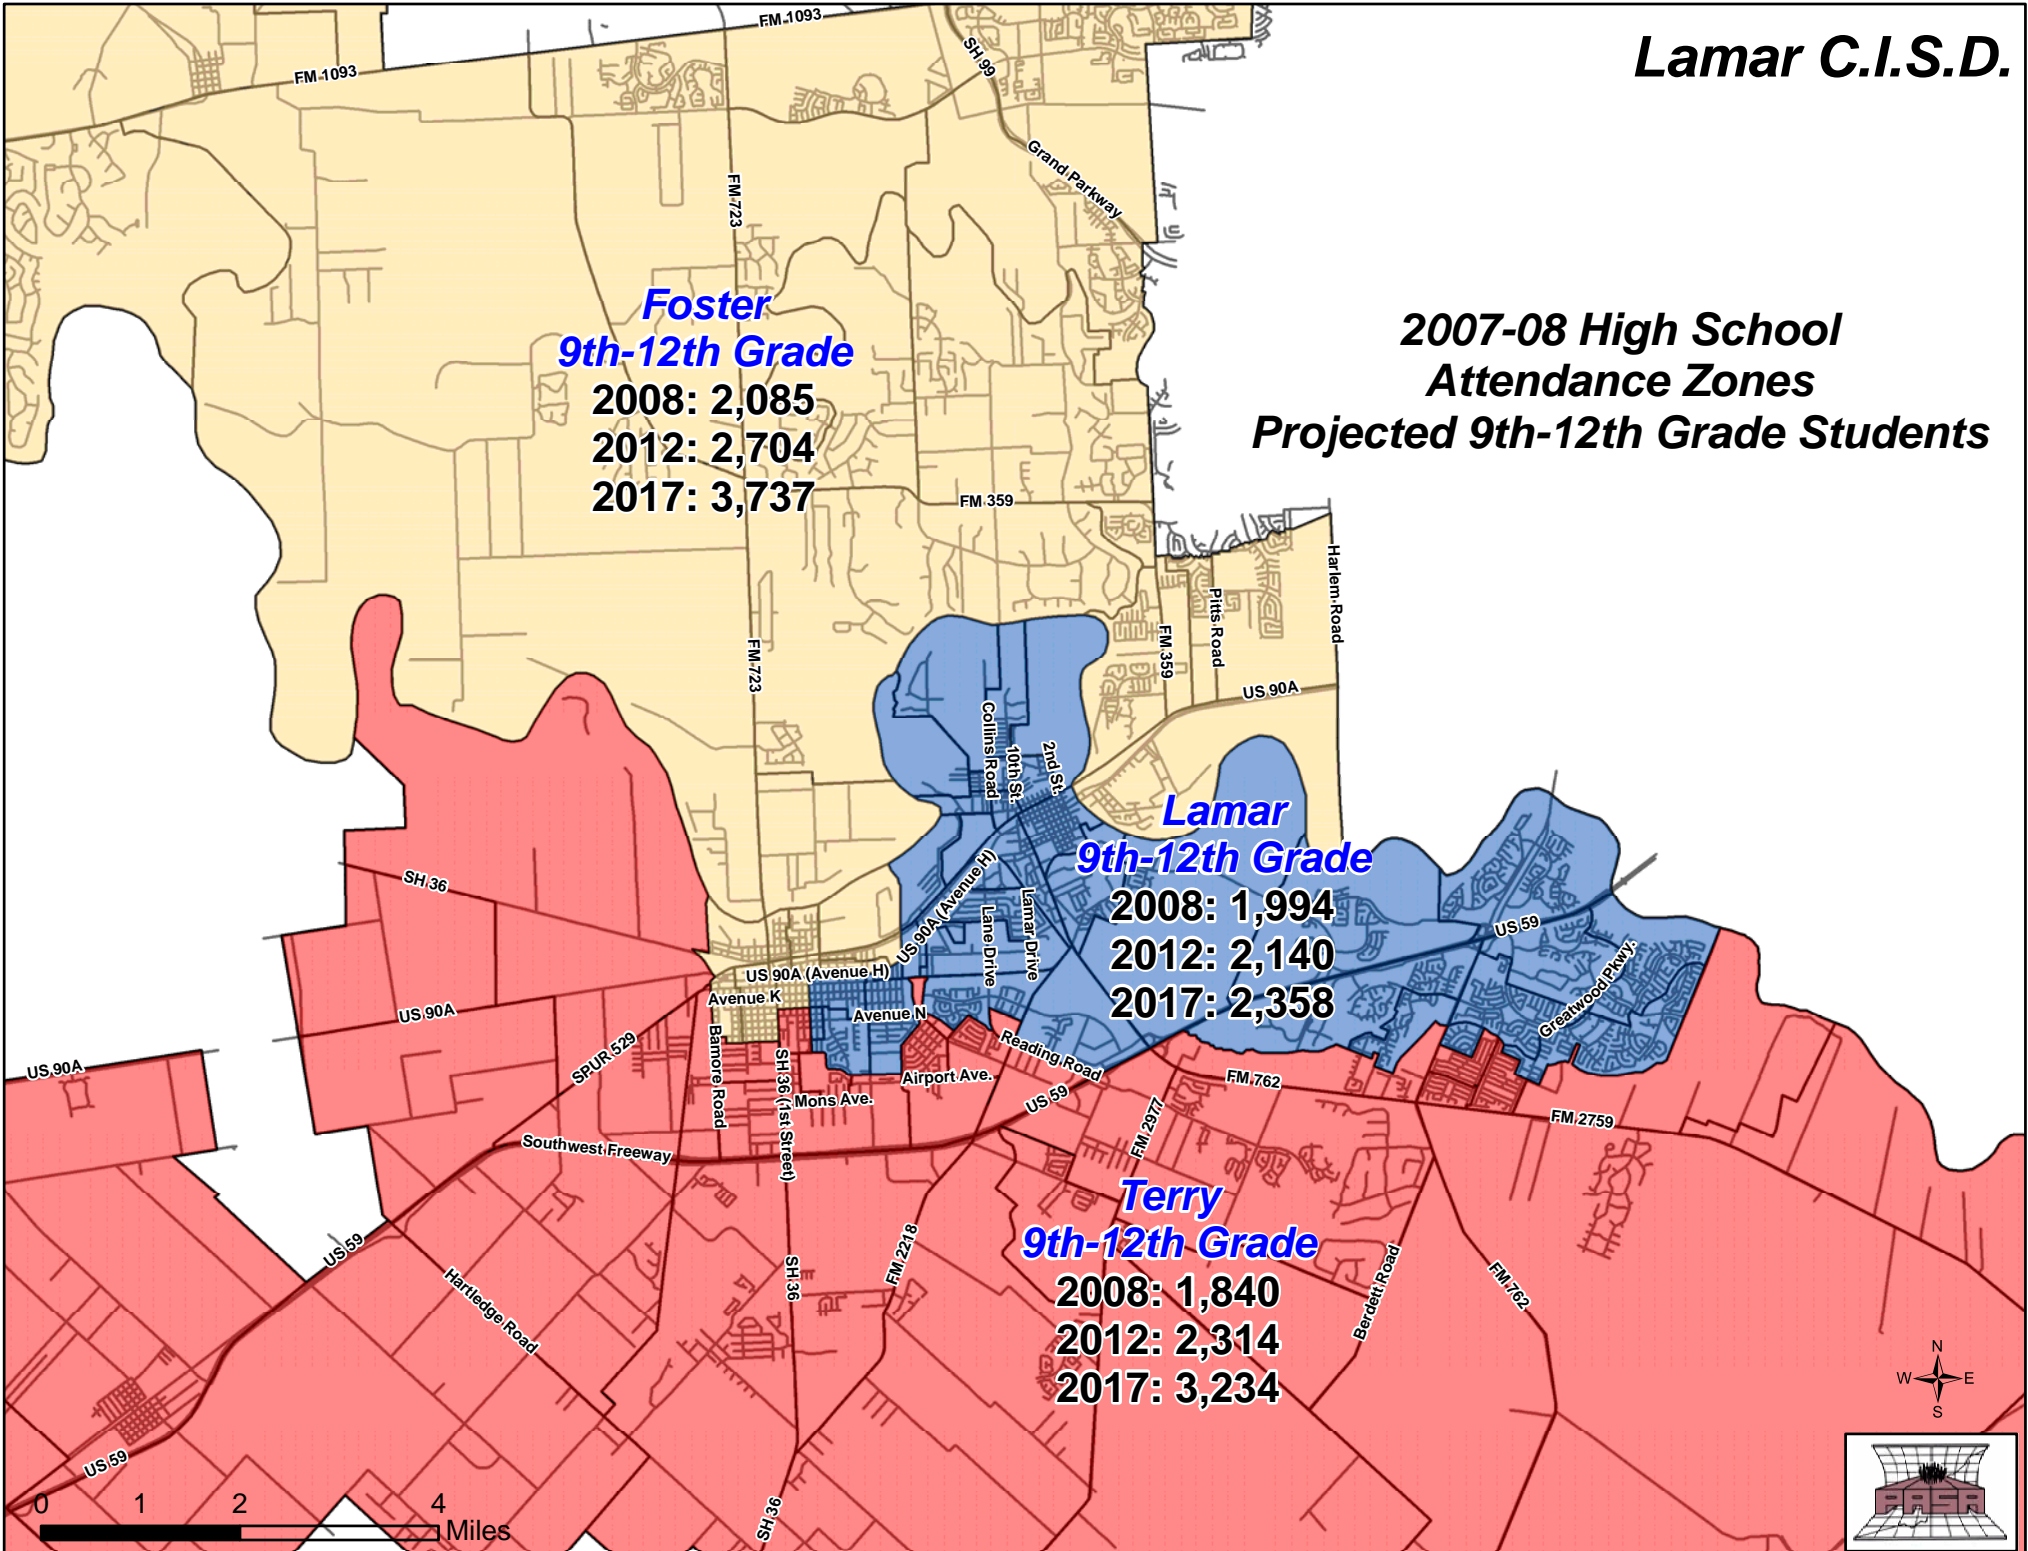 Lamar C.I.S.D.
2007-08 High School
Attendance Zones
Projected 9th-12th Grade Students
FM 1093
FM 1093
SH 99
Grand Parkway
FM 723
Foster
9th-12th Grade
2008: 2,085
2012: 2,704
2017: 3,737
FM 359
Harlem Road
Pitts Road
FM 359
FM 723
US 90A
Collins Road
10th St.
2nd St.
Lamar
9th-12th Grade
2008: 1,994
2012: 2,140
2017: 2,358
SH 36
US 90A (Avenue H)
Lane Drive
Lamar Drive
US 59
Greatwood Pkwy.
US 90A (Avenue H)
Avenue K
Avenue N
US 90A
US 90A
SPUR 529
Bamore Road
SH 36 (1st Street)
Reading Road
Airport Ave.
Mons Ave.
US 59
FM 762
FM 2759
FM 2977
Southwest Freeway
Terry
9th-12th Grade
2008: 1,840
2012: 2,314
2017: 3,234
US 59
Hartledge Road
SH 36
FM 2218
Berdett Road
FM 762
US 59
SH 36
0 1 2 4
Miles
N
W E
S
PASA